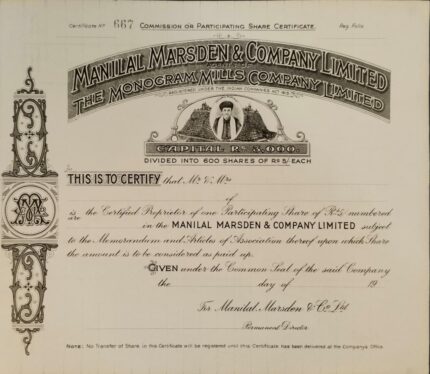 Certificate No 667 COMMISSION OR PARTICIPATING SHARE CERTIFICATE. Reg. Folio
MANILAL MARSDEN & COMPANY LIMITED
THE MONOGRAM MILLS COMPANY LIMITED
REGISTERED UNDER THE INDIAN COMPANIES ACT 1913
CAPITAL RS. 3,000.
DIVIDED INTO 600 SHARES OF RS 5/- EACH
THIS IS TO CERTIFY that Mr. & Mrs
of
is/are the Certified Proprietor of one Participating Share of Rs 5/- numbered
in the MANILAL MARSDEN & COMPANY LIMITED subject
to the Memorandum and Articles of Association thereof upon which Share
the amount is to be considered as paid up.
GIVEN under the Common Seal of the said Company
the day of 19
For Manilal Marsden & Co. Ltd
Permanent Director
Note: No Transfer of Share, in this Certificate will be registered until this Certificate has been delivered at the Company's Office.